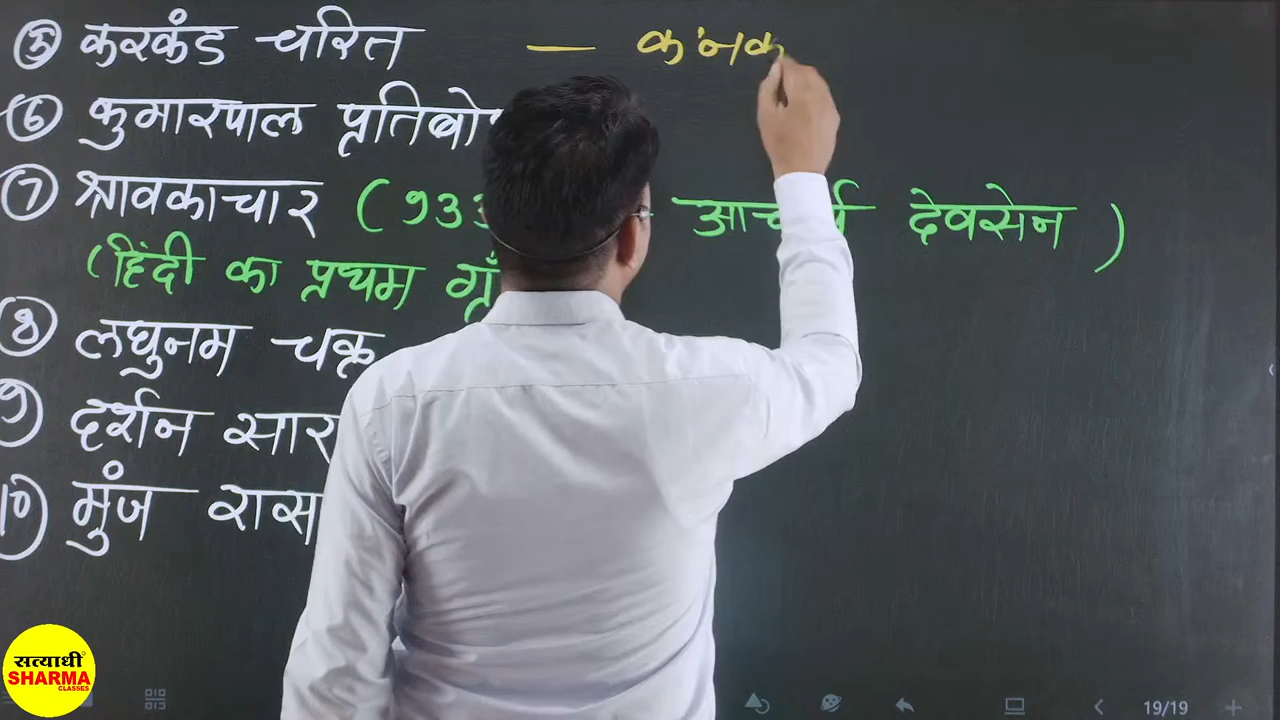 5 करकंड चरित — कनक
6 कुमारपाल
7 श्रावकाचार ( 933 आचार्य देवसेन )
(हिंदी का प्रथम
8 लघुनम चक्र
9 दर्शन सार
10 मुंज रास
सत्यार्थी
SHARMA
CLASSES
19/19